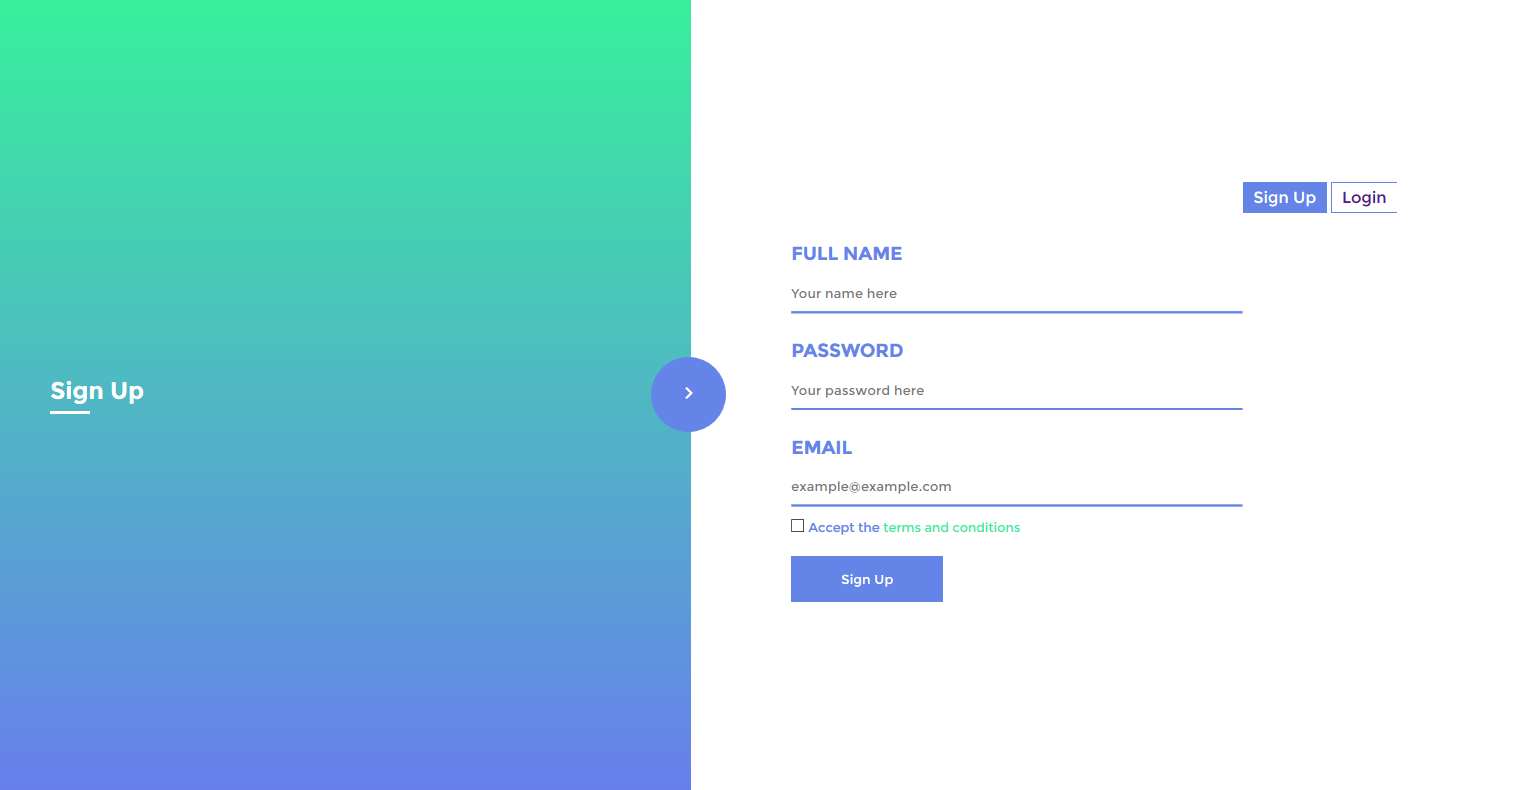 Sign Up
Sign Up Login
FULL NAME
Your name here
PASSWORD
Your password here
EMAIL
example@example.com
Accept the terms and conditions
Sign Up